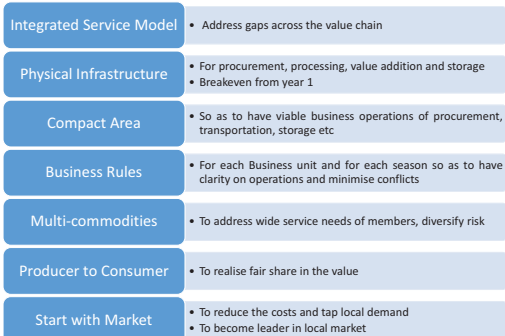 Integrated Service Model
• Address gaps across the value chain
Physical Infrastructure
• For procurement, processing, value addition and storage
• Breakeven from year 1
Compact Area
• So as to have viable business operations of procurement,
transportation, storage etc
Business Rules
• For each Business unit and for each season so as to have
clarity on operations and minimise conflicts
Multi-commodities
• To address wide service needs of members, diversify risk
Producer to Consumer
• To realise fair share in the value
Start with Market
• To reduce the costs and tap local demand
• To become leader in local market